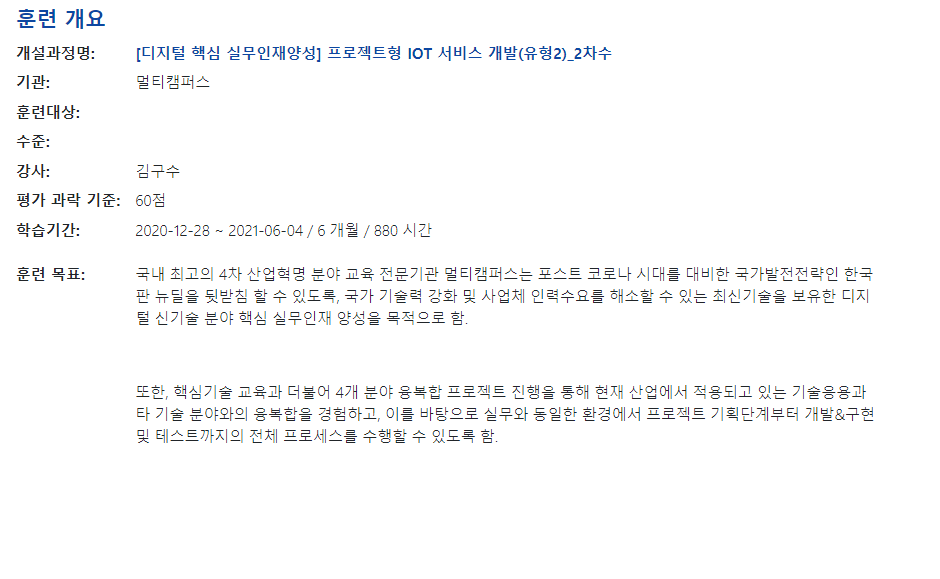 훈련 개요
개설과정명: [디지털 핵심 실무인재양성] 프로젝트형 IOT 서비스 개발(유형2)_2차수
기관: 멀티캠퍼스
훈련대상:
수준:
강사: 김구수
평가 과락 기준: 60점
학습기간: 2020-12-28 ~ 2021-06-04 / 6 개월 / 880 시간
훈련 목표: 국내 최고의 4차 산업혁명 분야 교육 전문기관 멀티캠퍼스는 포스트 코로나 시대를 대비한 국가발전전략인 한국
판 뉴딜을 뒷받침 할 수 있도록, 국가 기술력 강화 및 사업체 인력수요를 해소할 수 있는 최신기술을 보유한 디지
털 신기술 분야 핵심 실무인재 양성을 목적으로 함.
또한, 핵심기술 교육과 더불어 4개 분야 융복합 프로젝트 진행을 통해 현재 산업에서 적용되고 있는 기술응용과
타 기술 분야와의 융복합을 경험하고, 이를 바탕으로 실무와 동일한 환경에서 프로젝트 기획단계부터 개발&구현
및 테스트까지의 전체 프로세스를 수행할 수 있도록 함.